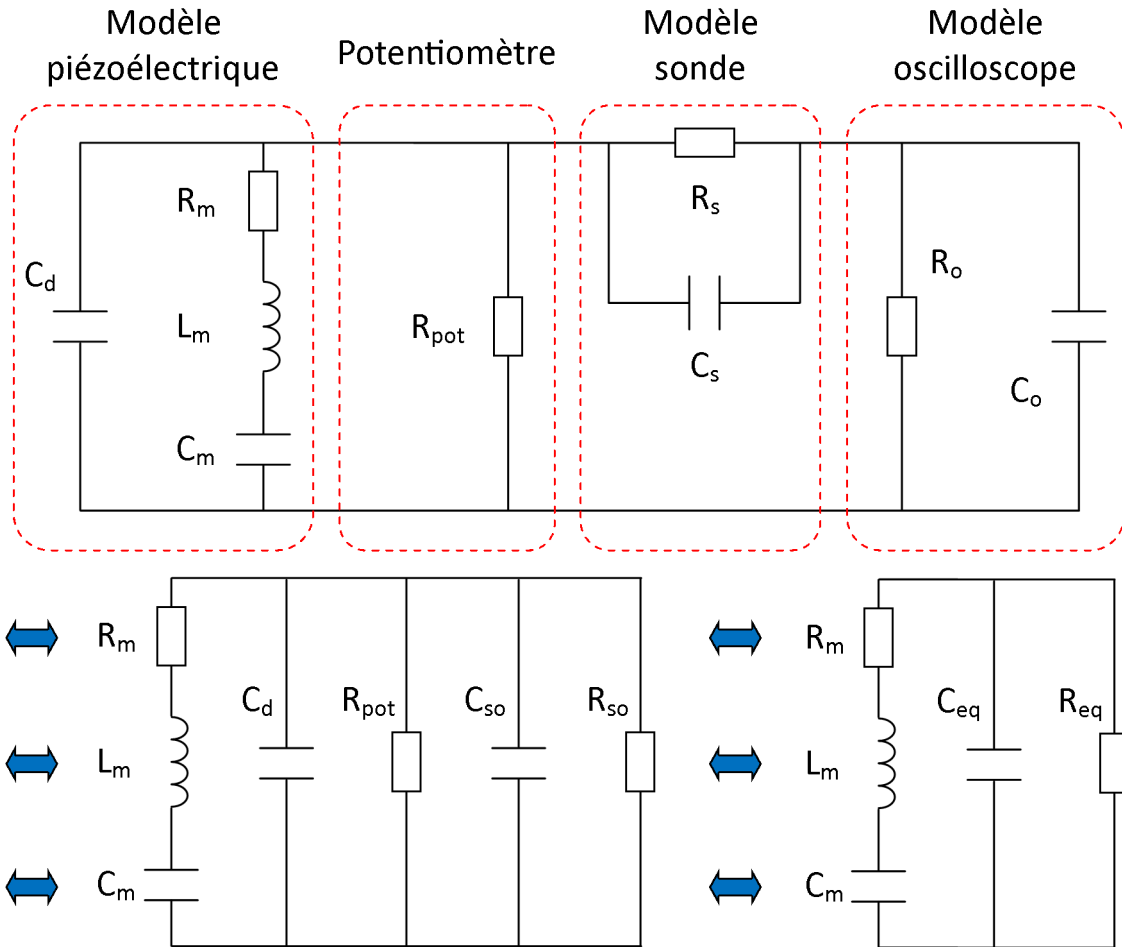 Modèle
piézoélectrique
Potentiomètre
Modèle
sonde
Modèle
oscilloscope
Rm
Lm
Cm
Cd
Rpot
Rs
Cs
Ro
Co
Rm
Lm
Cm
Cd
Rpot
Cso
Rso
Rm
Lm
Cm
Ceq
Req